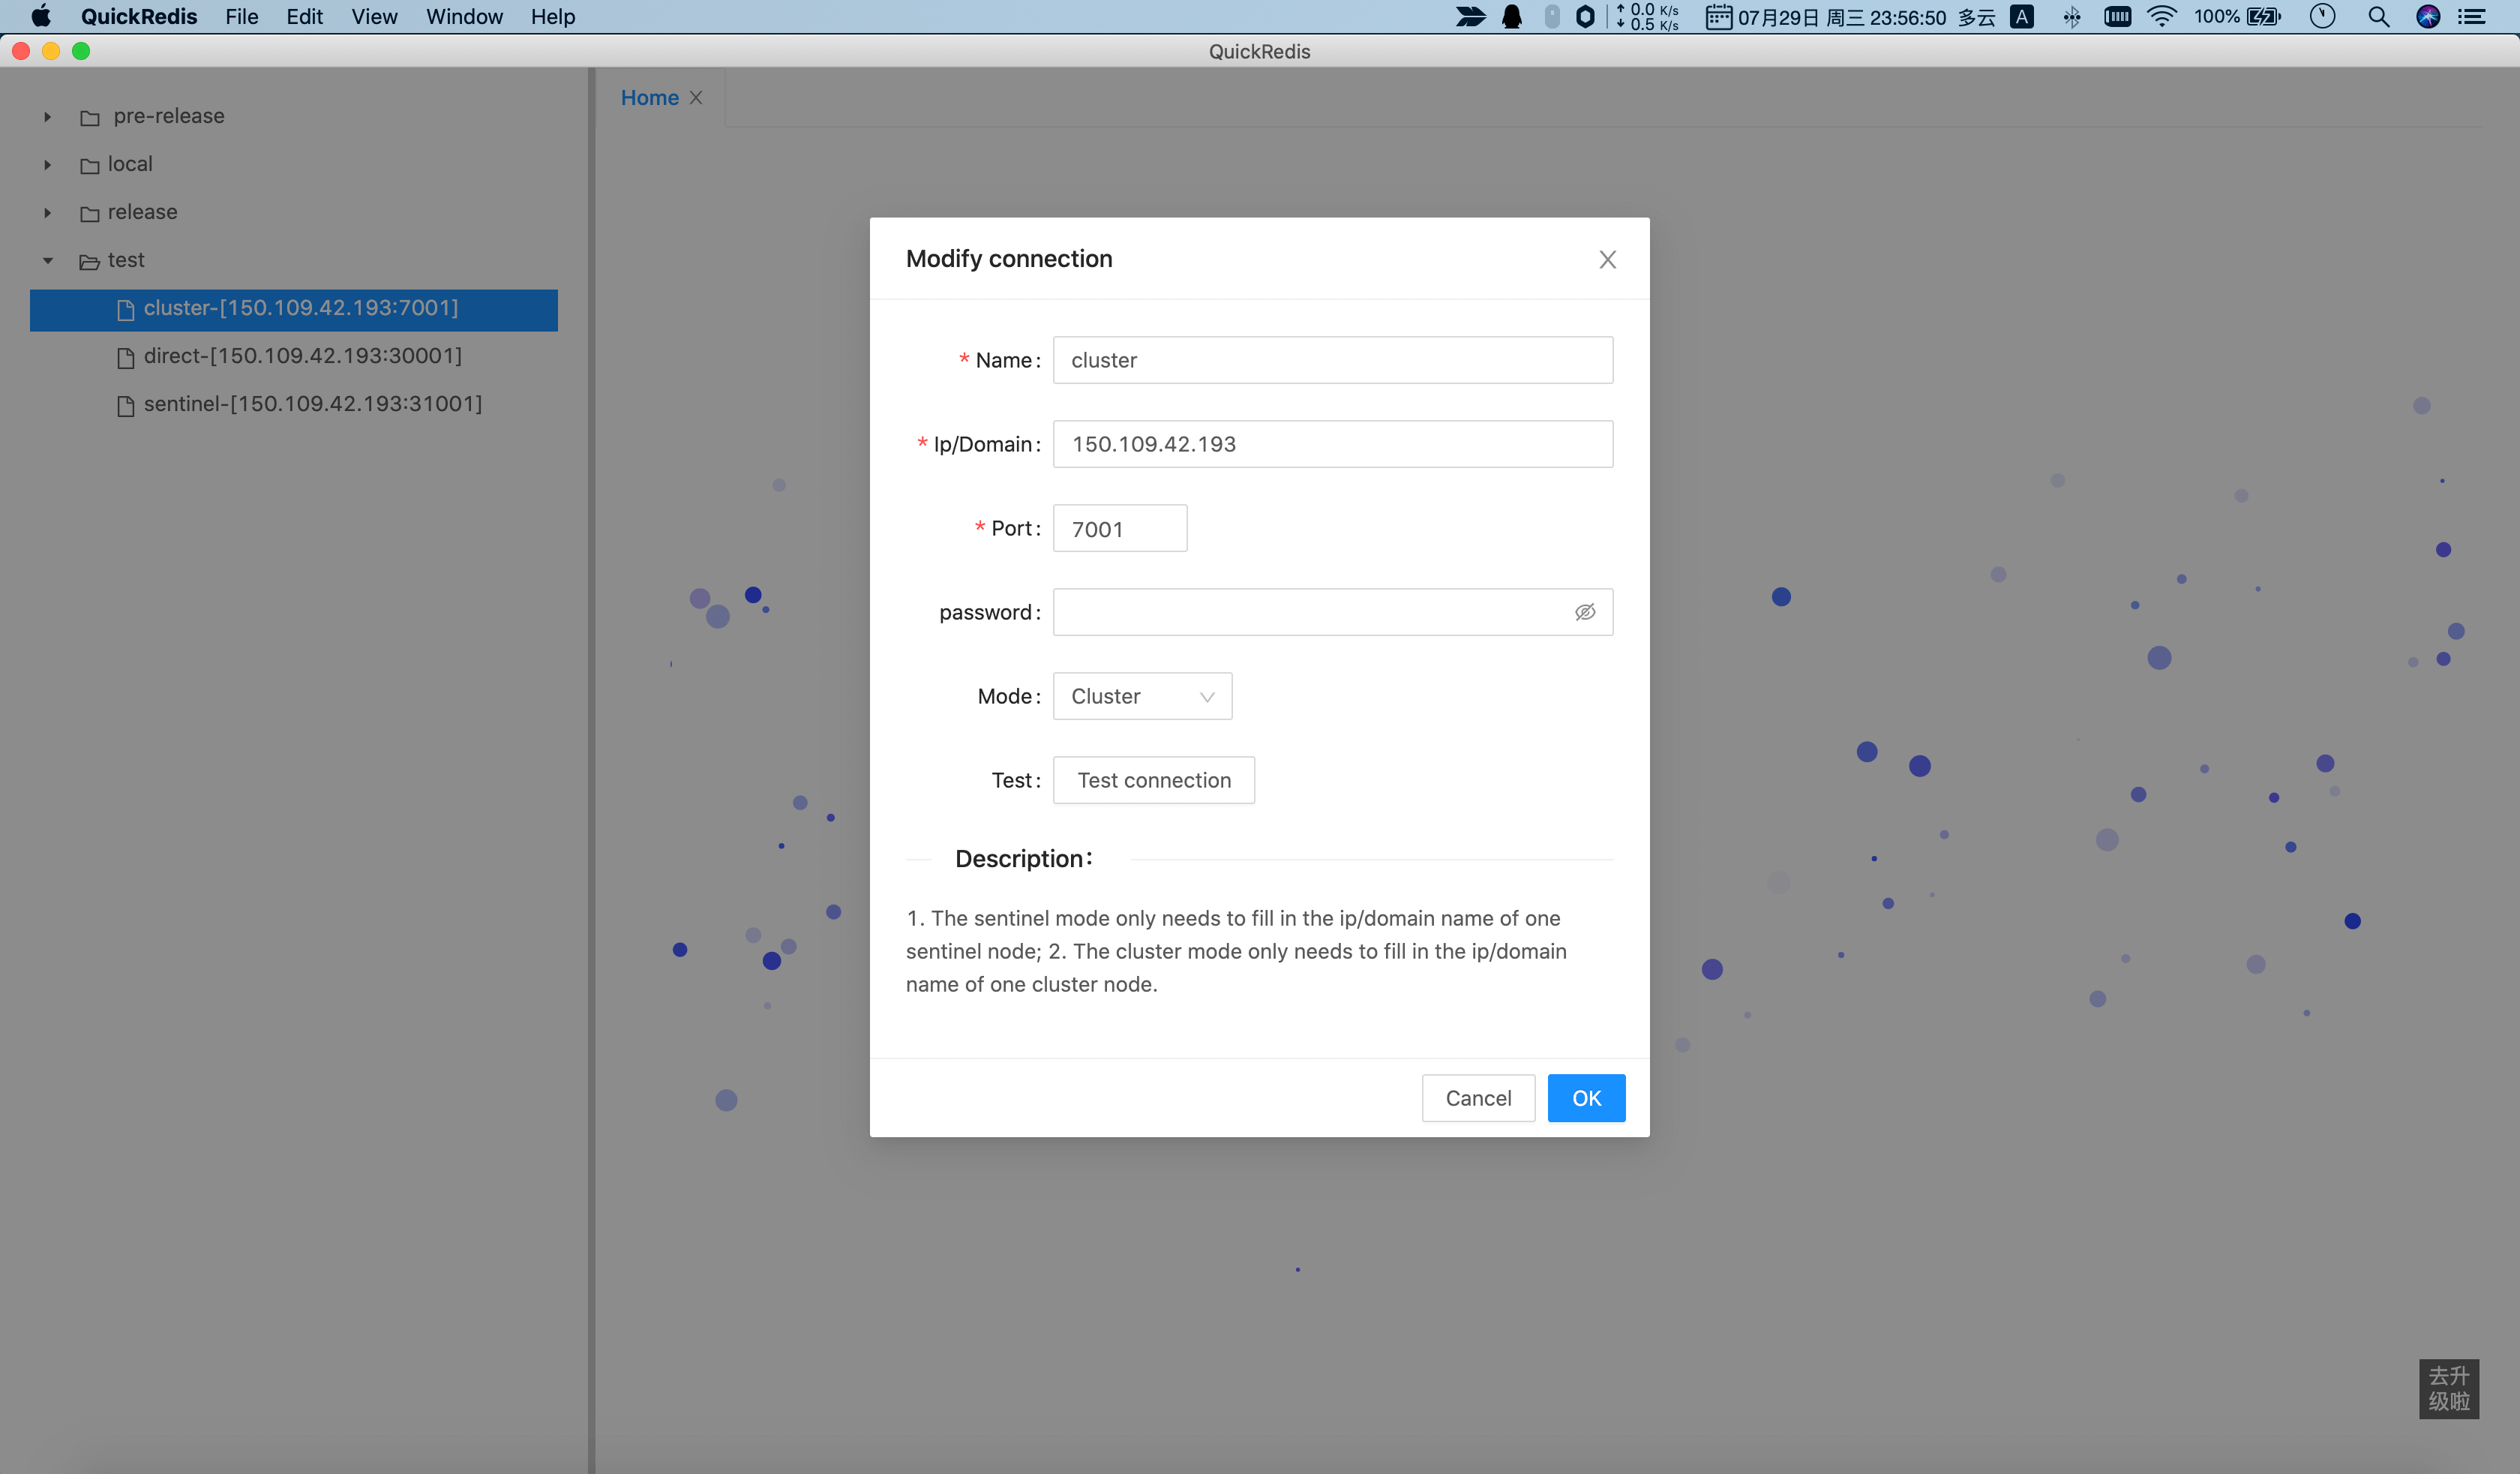 QuickRedis File Edit View Window Help 0.0 K/s 0.5 K/s 07月29日 周三 23:56:50 多云 A 100%
QuickRedis
pre-release
local
release
test
cluster-[150.109.42.193:7001]
direct-[150.109.42.193:30001]
sentinel-[150.109.42.193:31001]
Home
Modify connection
* Name: cluster
* Ip/Domain: 150.109.42.193
* Port: 7001
password:
Mode: Cluster
Test: Test connection
Description:
1. The sentinel mode only needs to fill in the ip/domain name of one
sentinel node; 2. The cluster mode only needs to fill in the ip/domain
name of one cluster node.
Cancel OK
去升
级啦